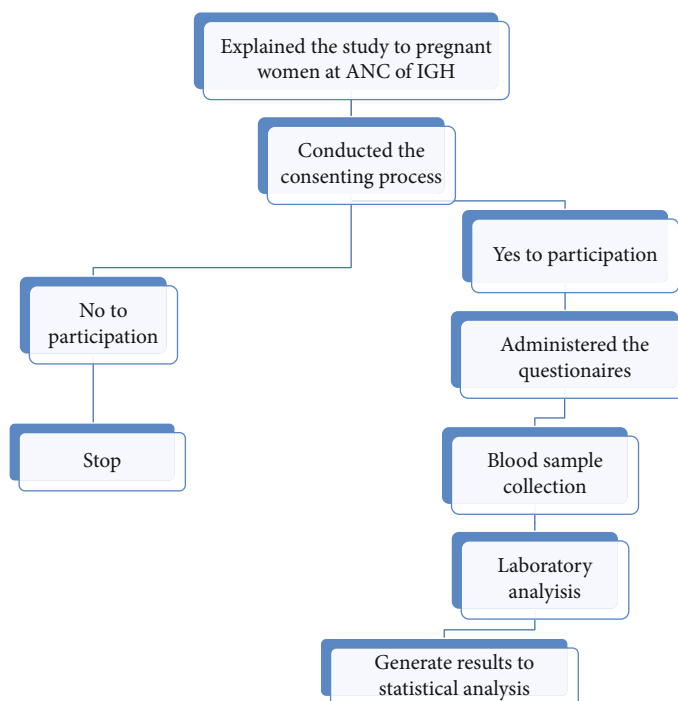 Explained the study to pregnant
women at ANC of IGH
Conducted the
consenting process
Yes to participation
No to
participation
Administered the
questionaires
Stop
Blood sample
collection
Laboratory
analyisis
Generate results to
statistical analysis